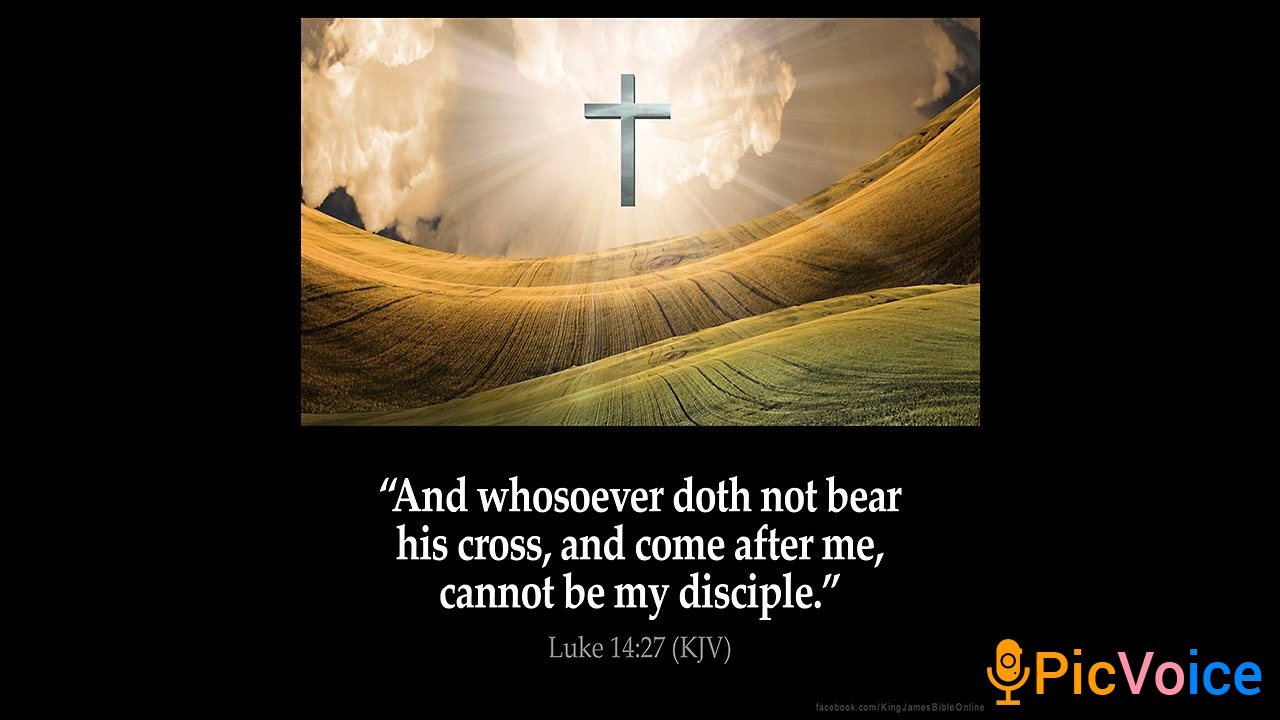 “And whosoever doth not bear
his cross, and come after me,
cannot be my disciple.”
Luke 14:27 (KJV)
PicVoice
facebook.com/KingJamesBibleOnline